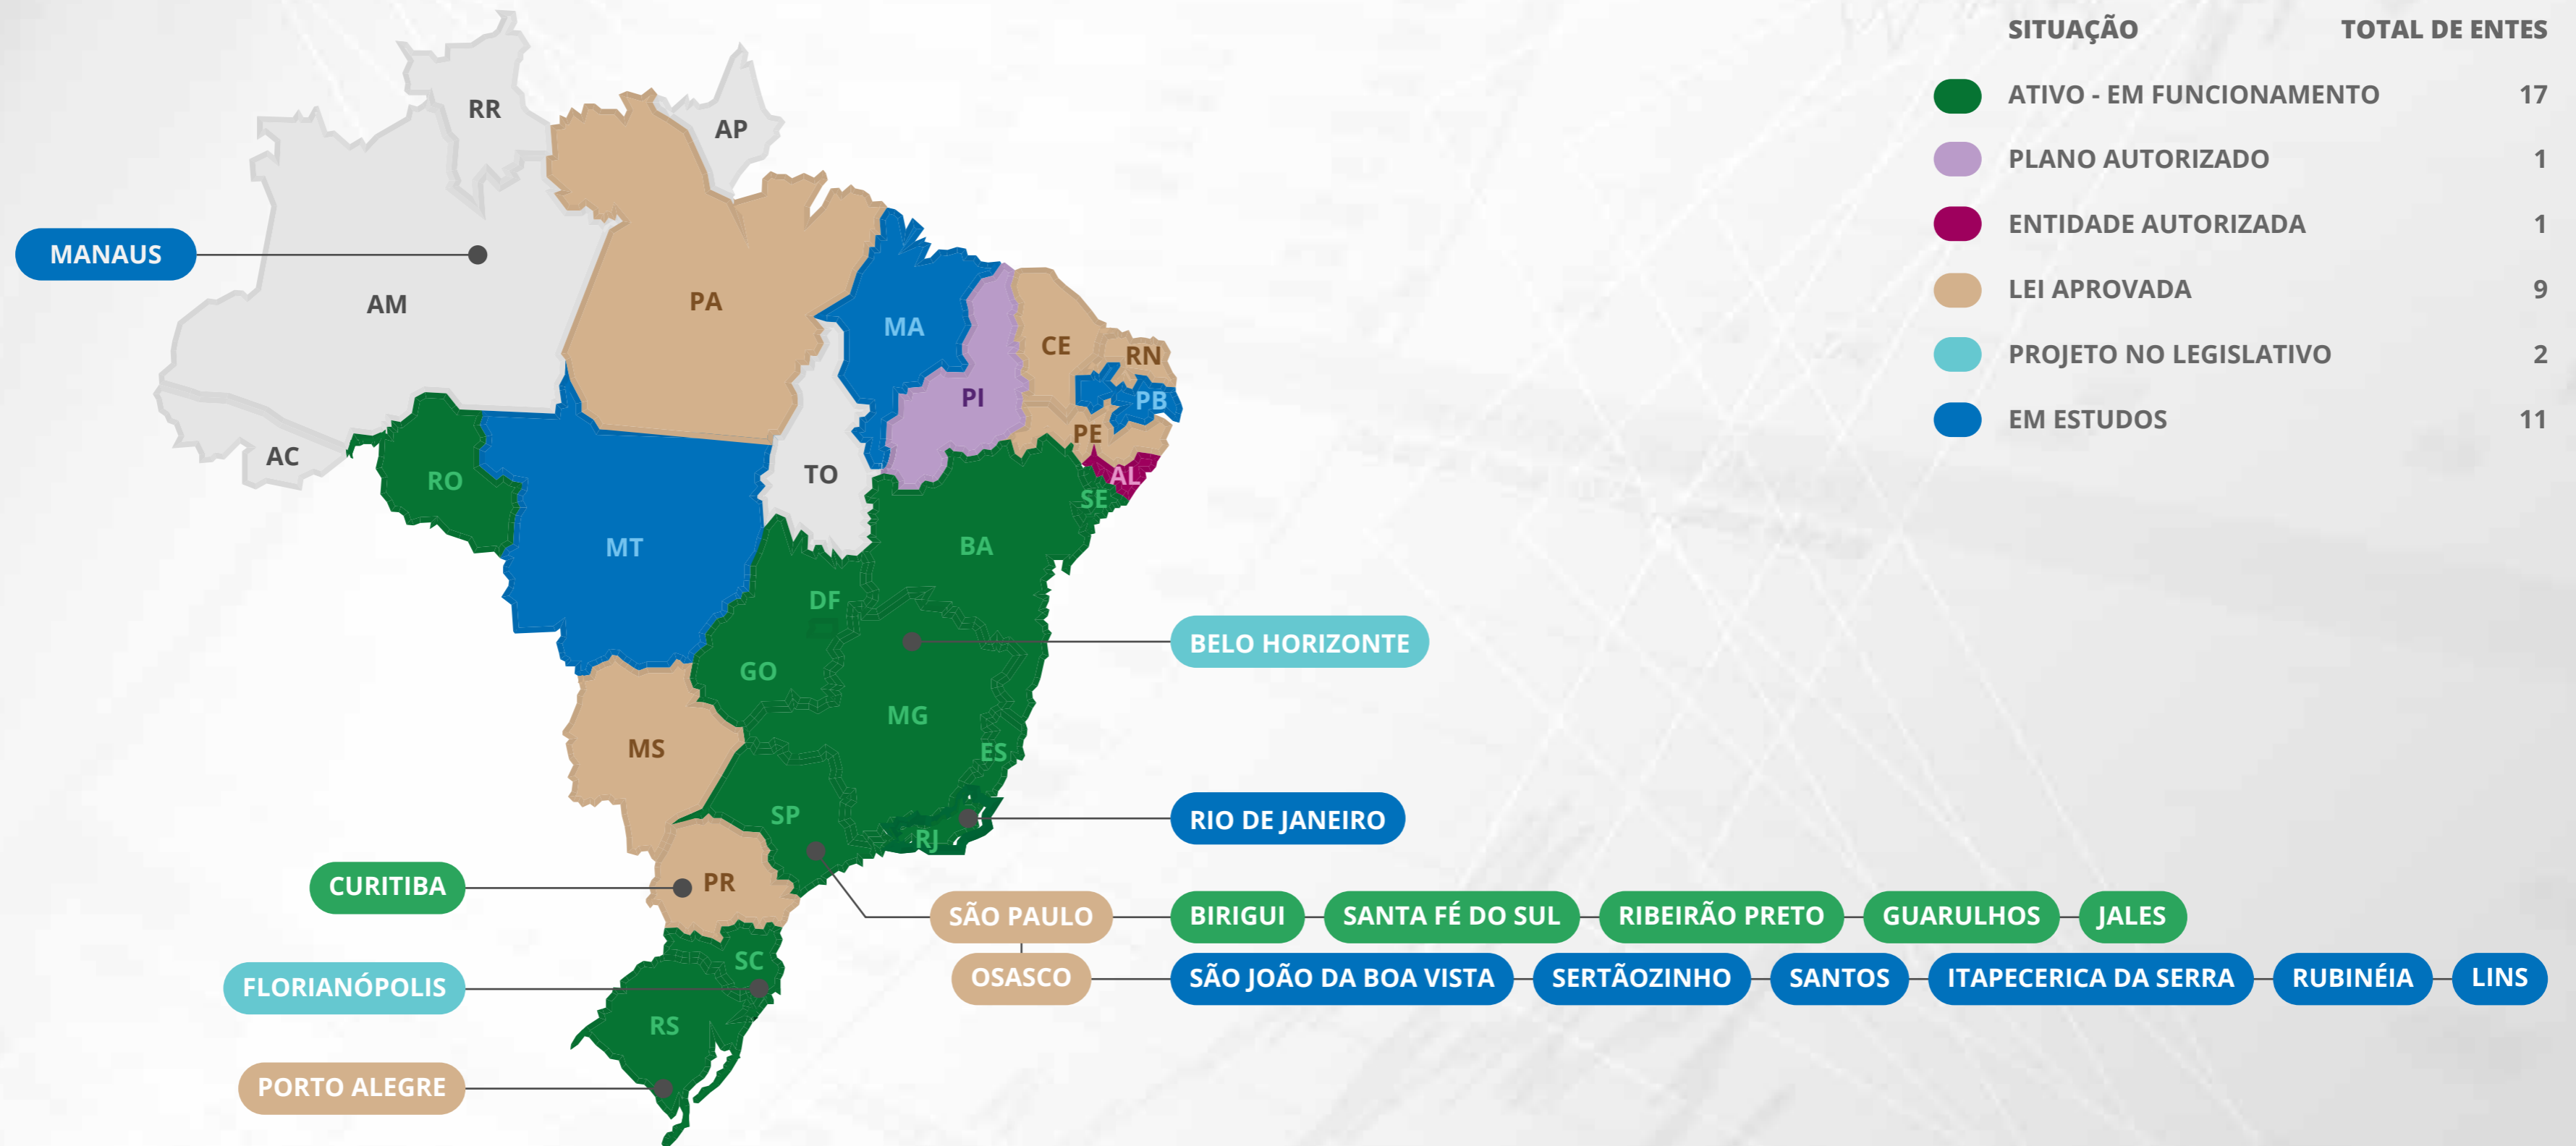 SITUAÇÃO TOTAL DE ENTES
ATIVO - EM FUNCIONAMENTO 17
PLANO AUTORIZADO 1
ENTIDADE AUTORIZADA 1
LEI APROVADA 9
PROJETO NO LEGISLATIVO 2
EM ESTUDOS 11
RR
AP
MANAUS
AM
PA
MA
CE
RN
PI
PB
PE
AC
RO
TO
AL
SE
MT
BA
DF
BELO HORIZONTE
GO
MG
MS
ES
SP
RIO DE JANEIRO
RJ
CURITIBA
PR
SÃO PAULO BIRIGUI SANTA FÉ DO SUL RIBEIRÃO PRETO GUARULHOS JALES
SC
OSASCO SÃO JOÃO DA BOA VISTA SERTÃOZINHO SANTOS ITAPECERICA DA SERRA RUBINÉIA LINS
FLORIANÓPOLIS
RS
PORTO ALEGRE